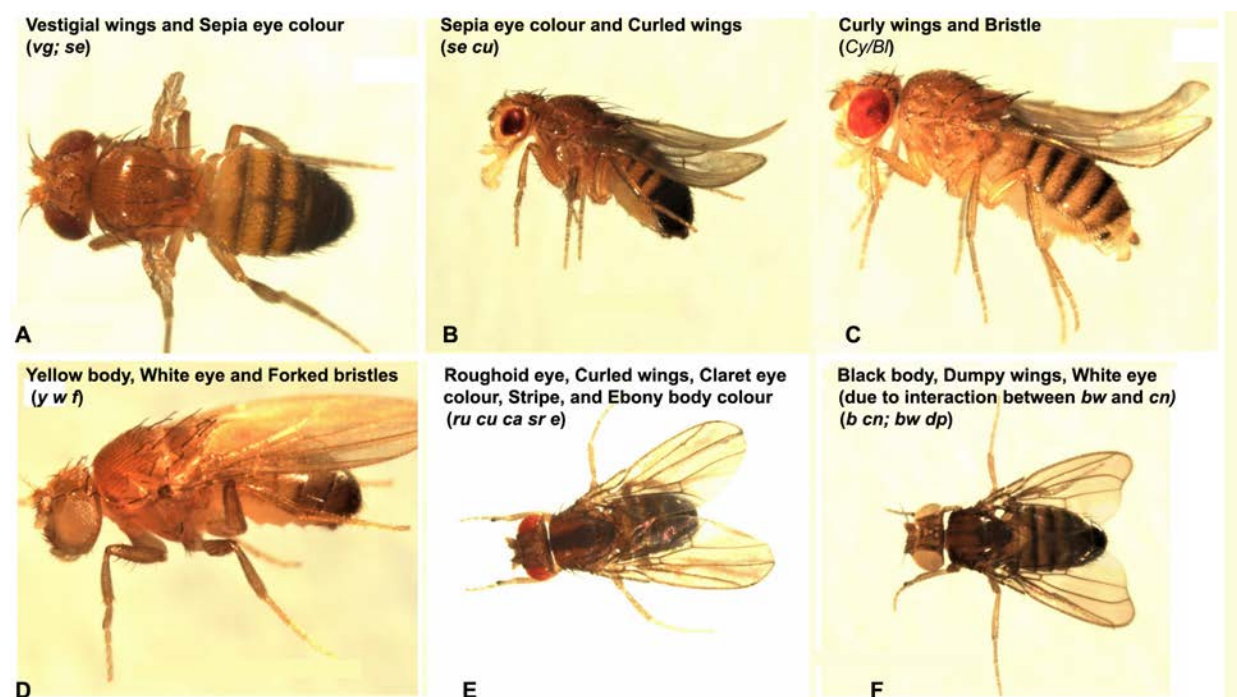 Vestigial wings and Sepia eye colour
(vg; se)
A
Sepia eye colour and Curled wings
(se cu)
B
Curly wings and Bristle
(Cy/Bl)
C
Yellow body, White eye and Forked bristles
(y w f)
D
Roughoid eye, Curled wings, Claret eye
colour, Stripe, and Ebony body colour
(ru cu ca sr e)
E
Black body, Dumpy wings, White eye
(due to interaction between bw and cn)
(b cn; bw dp)
F